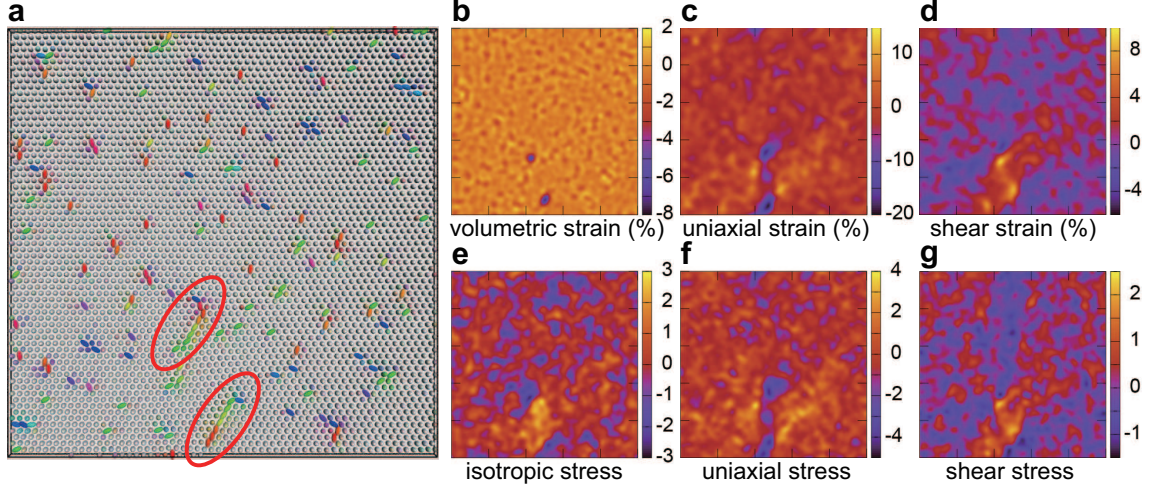 a
b
2
0
-2
-4
-6
-8
volumetric strain (%)
c
10
0
-10
-20
uniaxial strain (%)
d
8
4
0
-4
shear strain (%)
e
3
2
1
0
-1
-2
-3
isotropic stress
f
4
2
0
-2
-4
uniaxial stress
g
2
1
0
-1
shear stress